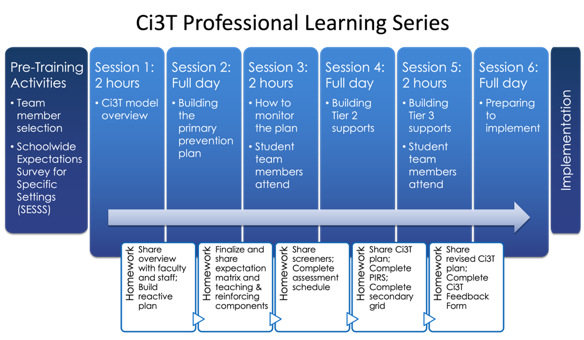 Ci3T Professional Learning Series
Pre-Training
Activities
• Team
member
selection
• Schoolwide
Expectations
Survey for
Specific
Settings
(SESSS)
Session 1:
2 hours
• Ci3T model
overview
Session 2:
Full day
• Building
the
primary
prevention
plan
Session 3:
2 hours
• How to
monitor
the plan
• Student
team
members
attend
Session 4:
Full day
• Building
Tier 2
supports
Session 5:
2 hours
• Building
Tier 3
supports
• Student
team
members
attend
Session 6:
Full day
• Preparing
to
implement
Implementation
Homework
Share
overview
with faculty
and staff;
Build
reactive
plan
Homework
Finalize and
share
expectation
matrix and
teaching &
reinforcing
components
Homework
Share
screeners;
Complete
assessment
schedule
Homework
Share Ci3T
plan;
Complete
PIRS;
Complete
secondary
grid
Homework
Share
revised Ci3T
plan;
Complete
Ci3T
Feedback
Form